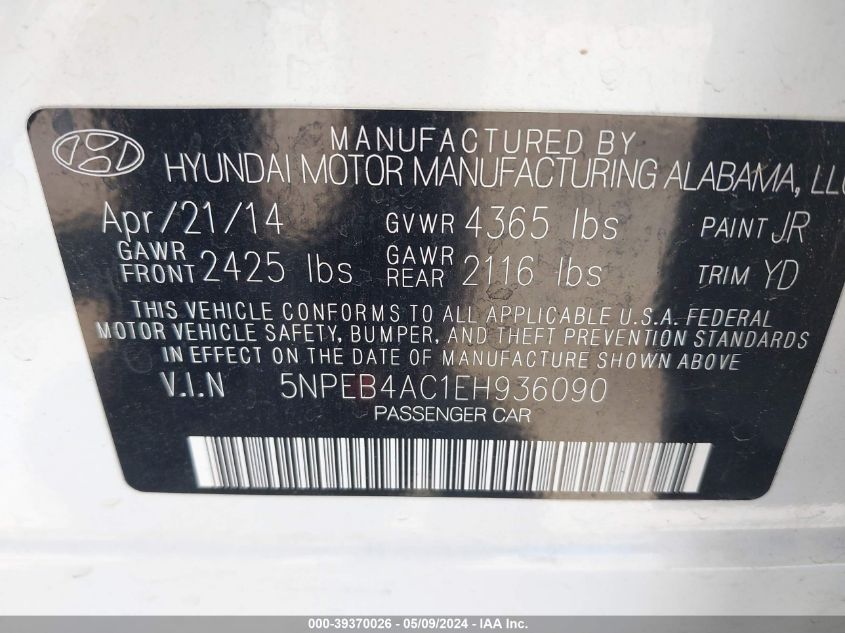 MANUFACTURED BY
HYUNDAI MOTOR MANUFACTURING ALABAMA, LLC
Apr/21/14 GVWR 4365 lbs PAINT JR
GAWR FRONT 2425 lbs GAWR REAR 2116 lbs TRIM YD
THIS VEHICLE CONFORMS TO ALL APPLICABLE U.S.A. FEDERAL
MOTOR VEHICLE SAFETY, BUMPER, AND THEFT PREVENTION STANDARDS
IN EFFECT ON THE DATE OF MANUFACTURE SHOWN ABOVE
V.I.N 5NPEB4AC1EH936090
PASSENGER CAR
000-39370026 - 05/09/2024 - IAA Inc.